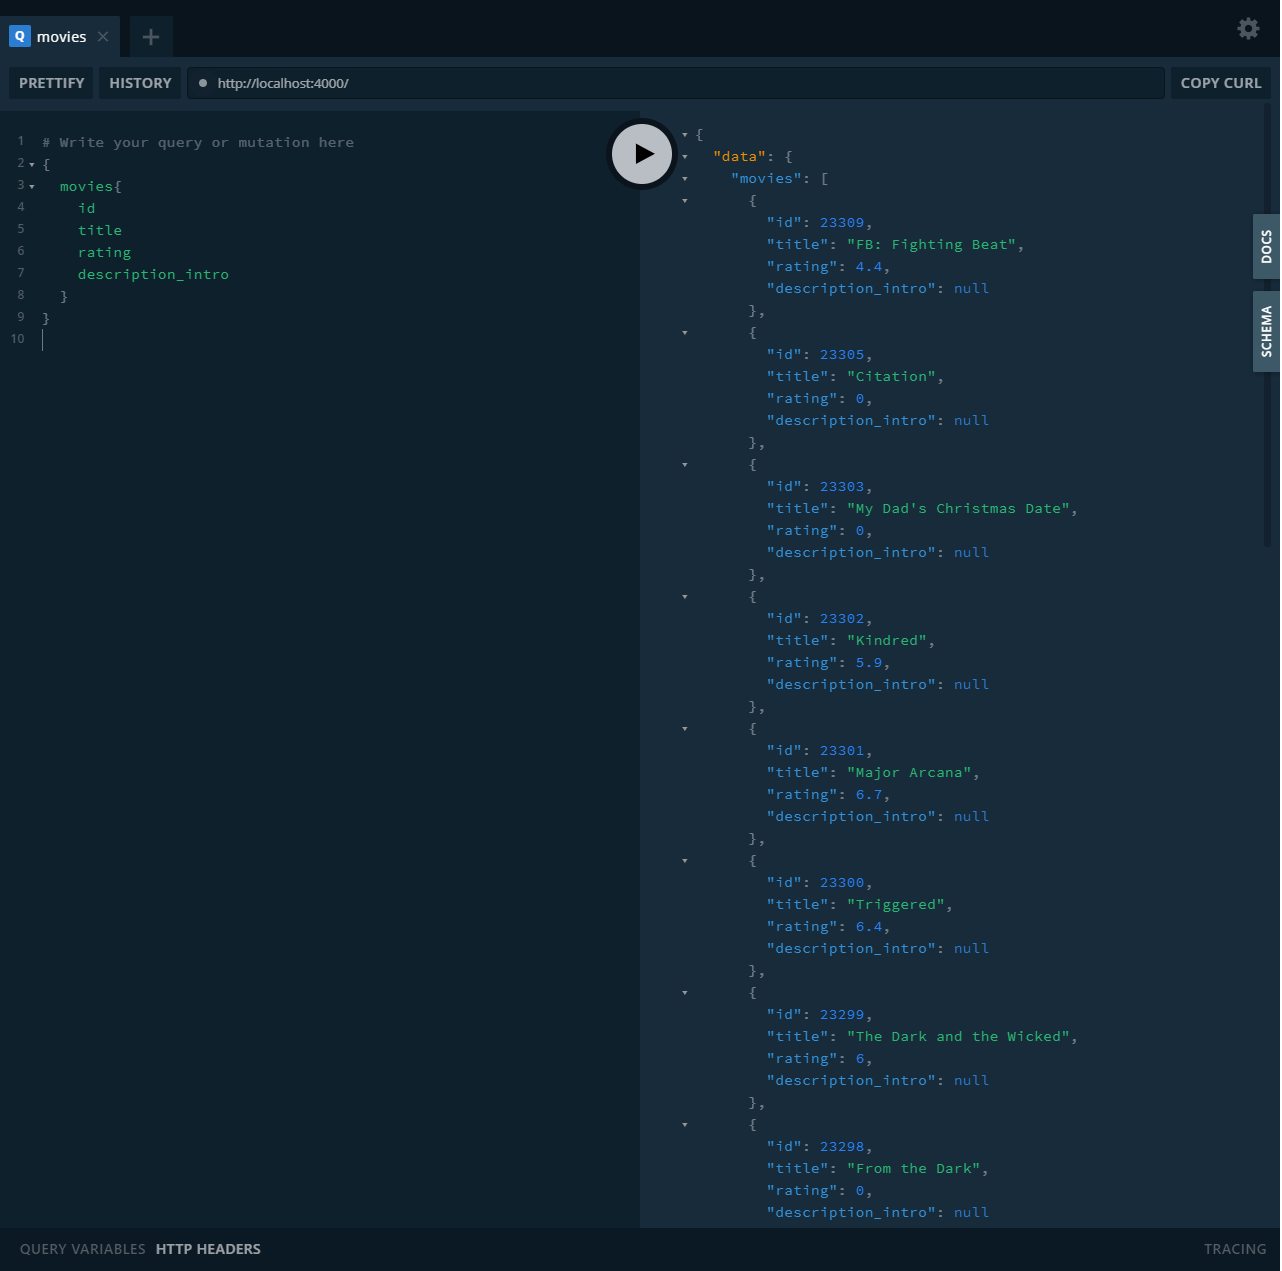 Q movies
PRETTIFY HISTORY http://localhost:4000/ COPY CURL
1 # Write your query or mutation here
2 {
3 movies{
4 id
5 title
6 rating
7 description_intro
8 }
9 }
10
{
"data": {
"movies": [
{
"id": 23309,
"title": "FB: Fighting Beat",
"rating": 4.4,
"description_intro": null
},
{
"id": 23305,
"title": "Citation",
"rating": 0,
"description_intro": null
},
{
"id": 23303,
"title": "My Dad's Christmas Date",
"rating": 0,
"description_intro": null
},
{
"id": 23302,
"title": "Kindred",
"rating": 5.9,
"description_intro": null
},
{
"id": 23301,
"title": "Major Arcana",
"rating": 6.7,
"description_intro": null
},
{
"id": 23300,
"title": "Triggered",
"rating": 6.4,
"description_intro": null
},
{
"id": 23299,
"title": "The Dark and the Wicked",
"rating": 6,
"description_intro": null
},
{
"id": 23298,
"title": "From the Dark",
"rating": 0,
"description_intro": null
DOCS
SCHEMA
QUERY VARIABLES HTTP HEADERS TRACING